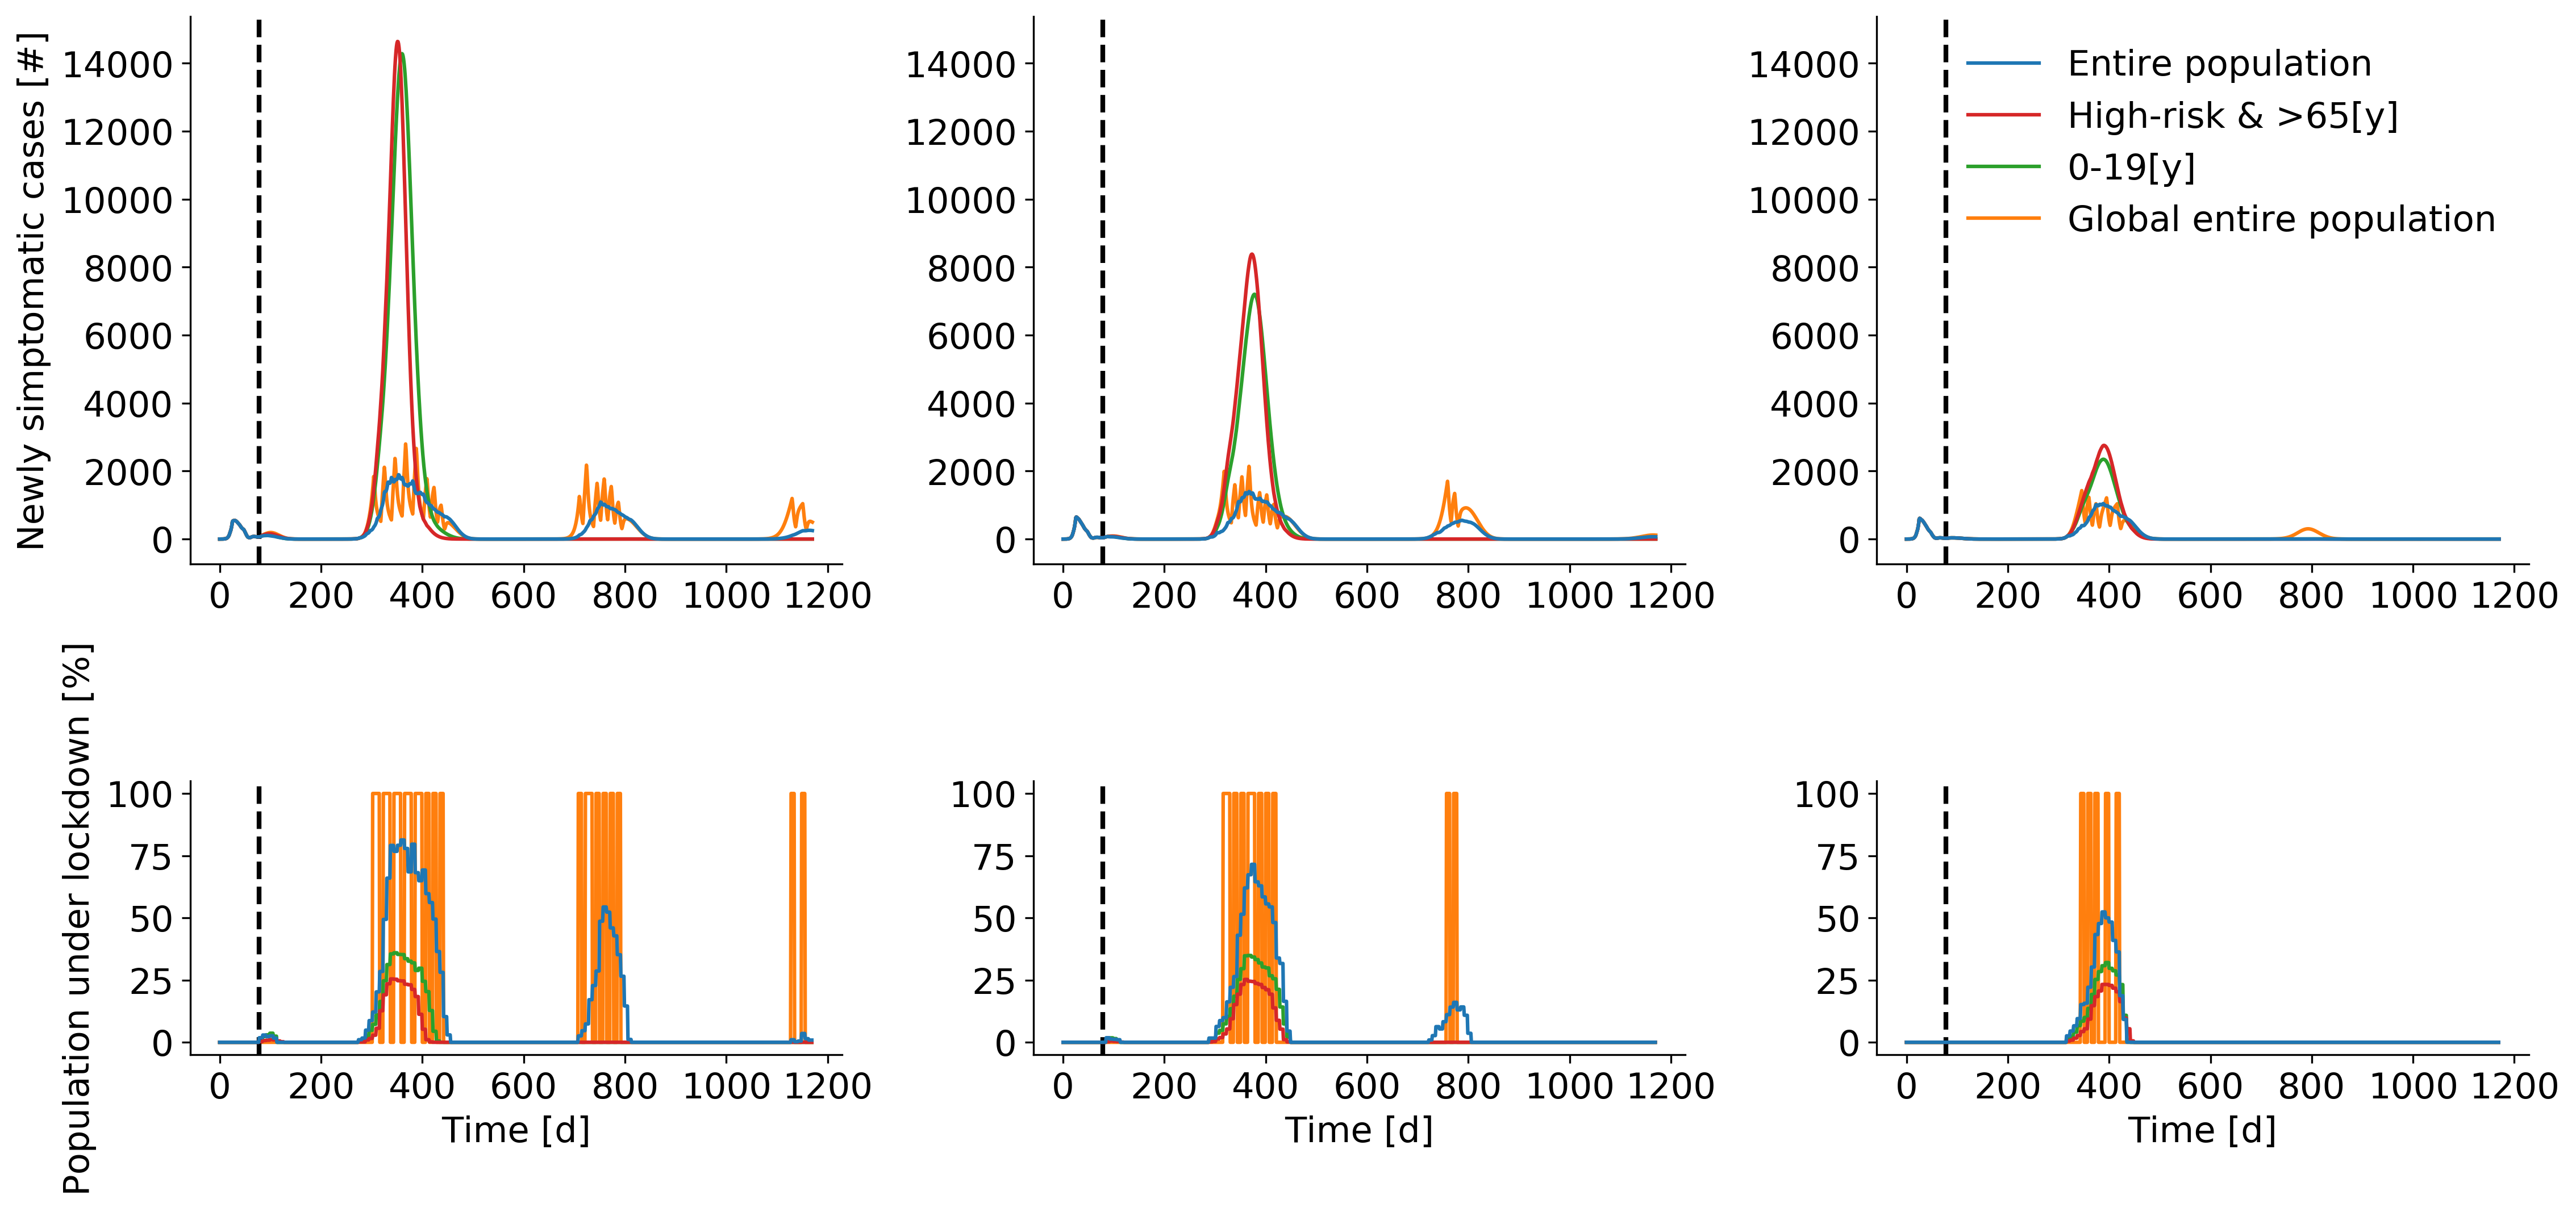 Newly simptomatic cases [#]
14000
12000
10000
8000
6000
4000
2000
0
0 200 400 600 800 1000 1200
14000
12000
10000
8000
6000
4000
2000
0
0 200 400 600 800 1000 1200
14000
12000
10000
8000
6000
4000
2000
0
0 200 400 600 800 1000 1200
Entire population
High-risk & >65[y]
0-19[y]
Global entire population
Population under lockdown [%]
100
75
50
25
0
0 200 400 600 800 1000 1200
Time [d]
100
75
50
25
0
0 200 400 600 800 1000 1200
Time [d]
100
75
50
25
0
0 200 400 600 800 1000 1200
Time [d]